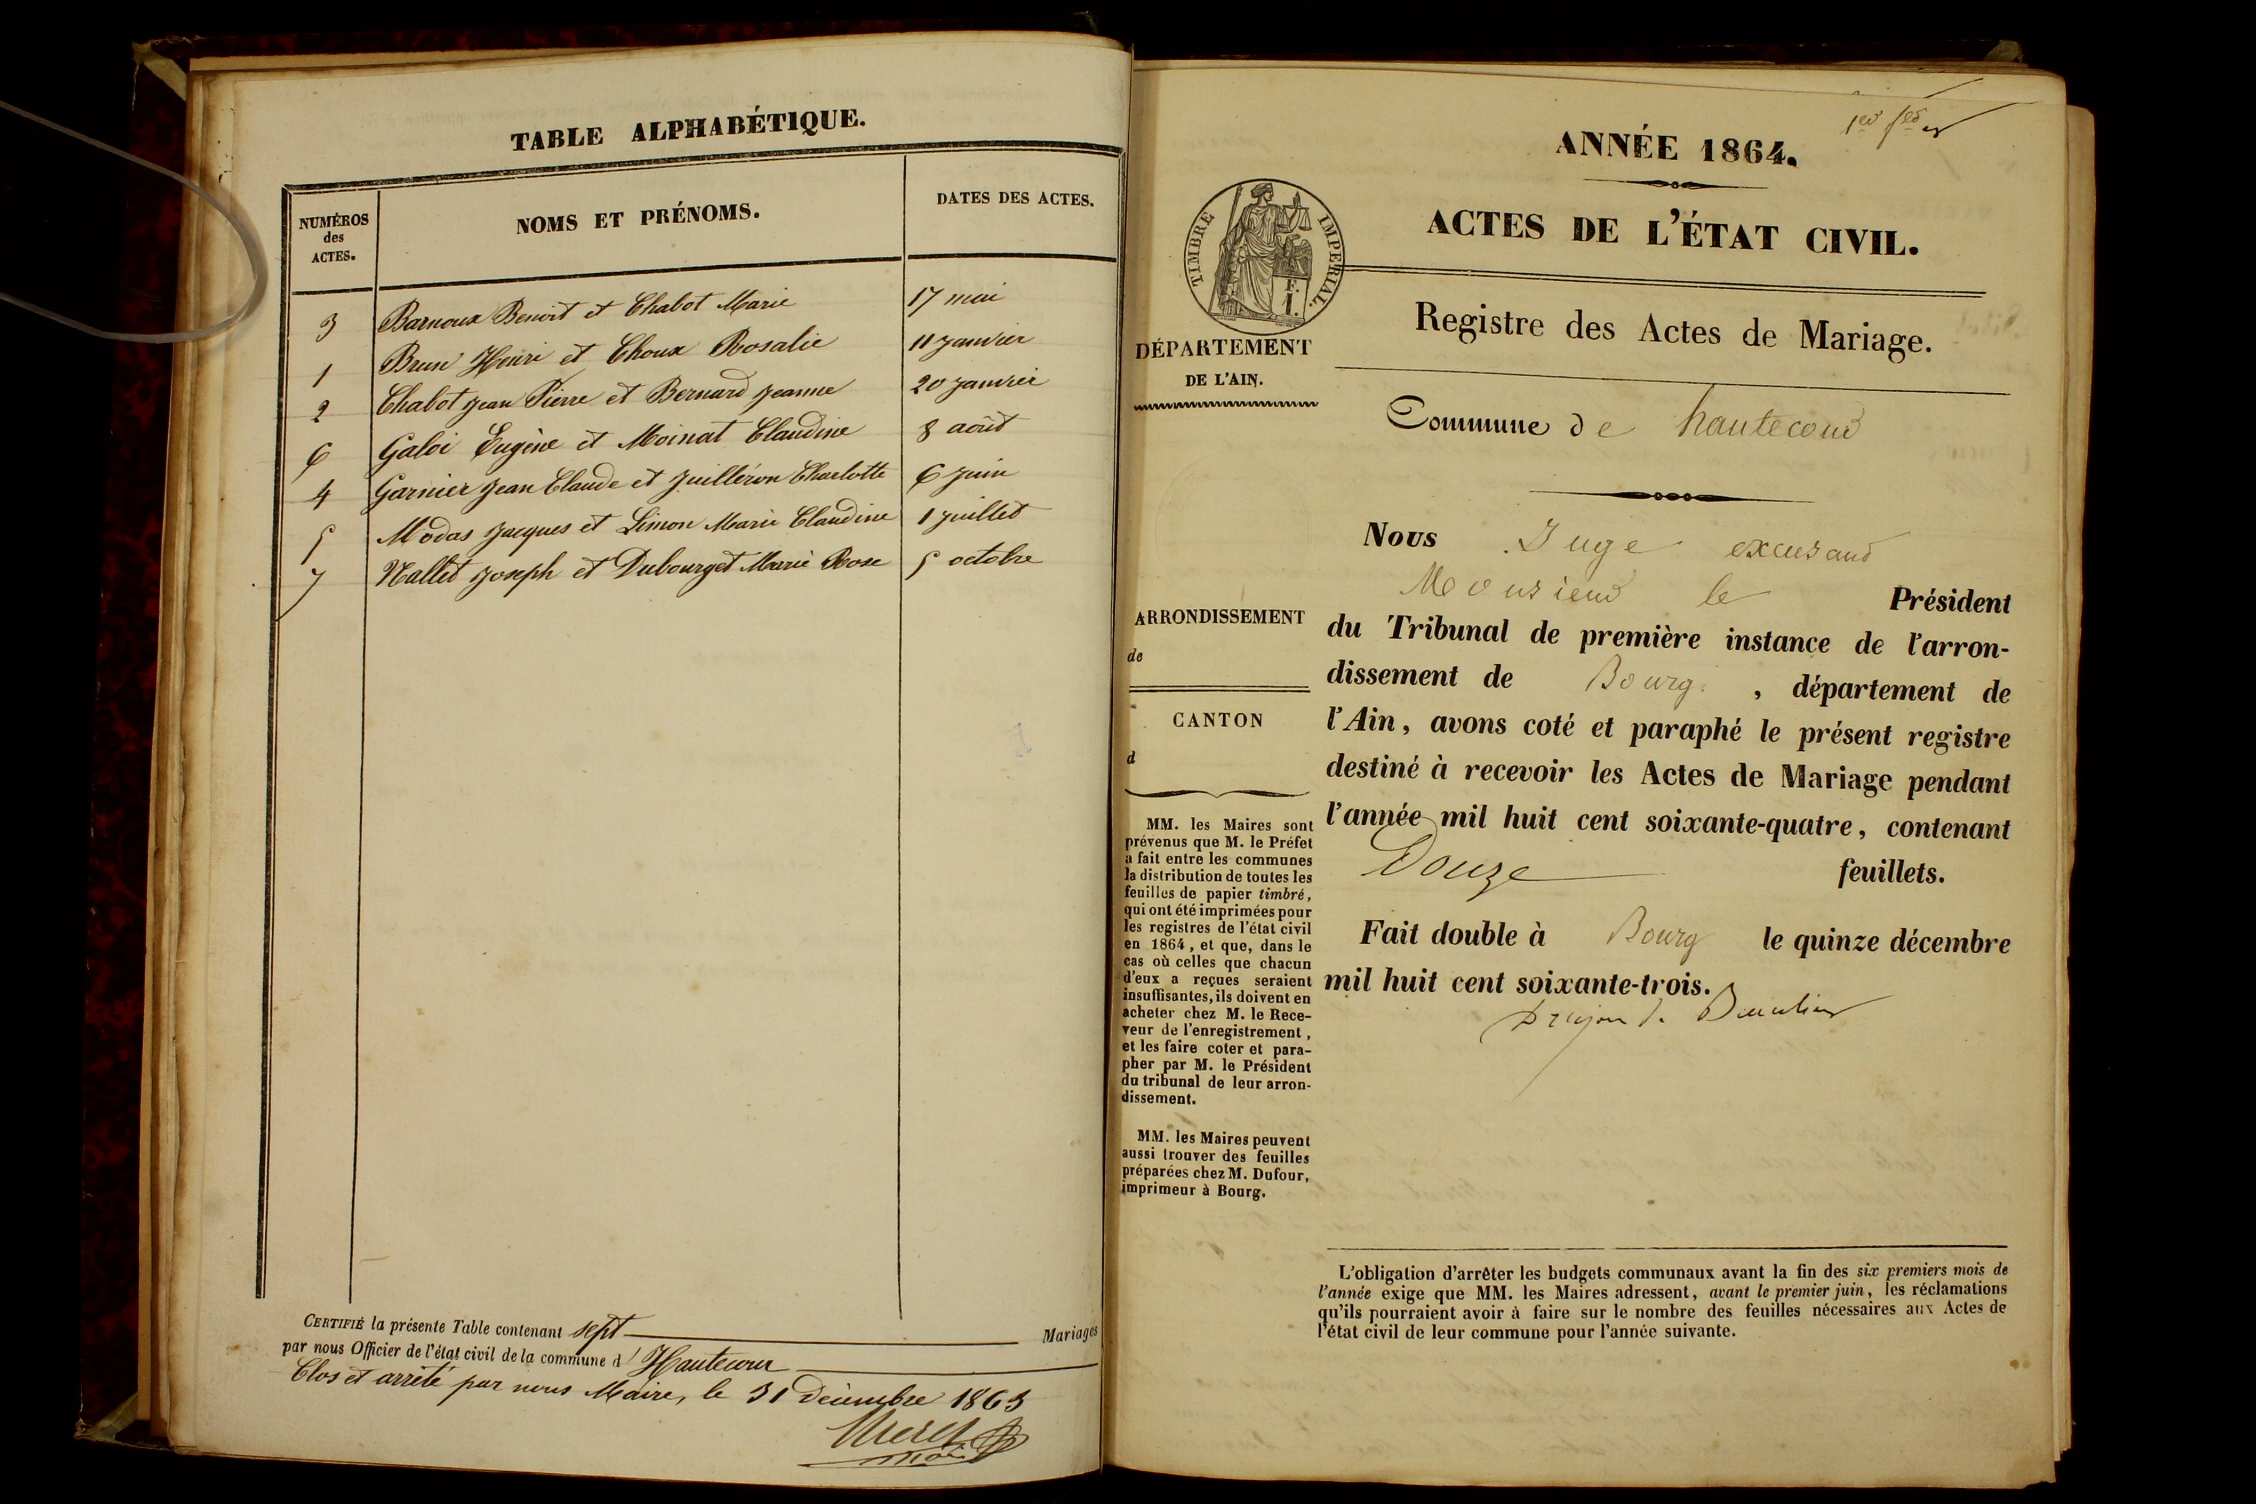 TABLE ALPHABÉTIQUE.
NUMÉROS des ACTES.
NOMS ET PRÉNOMS.
DATES DES ACTES.
3 Barnoux Benoit et Chabot Marie 17 mai
1 Brun Henri et Choux Rosalie 11 janvier
2 Chabot Jean Pierre et Bernard Jeanne 20 janvier
6 Galoi Eugène et Moinat Claudine 8 août
4 Garnier Jean Claude et Juilléron Charlotte 6 juin
5 Modas Jacques et Limon Marie Claudine 1 juillet
7 Nallet Joseph et Dubourget Marie Rose 5 octobre
CERTIFIÉ la présente Table contenant sept Mariages
par nous Officier de l'état civil de la commune d'Hautecour
Clos et arrêté par nous Maire, le 31 Décembre 1863
ANNÉE 1864.
ACTES DE L'ÉTAT CIVIL.
TIMBRE IMPERIAL.
F.
1.
Registre des Actes de Mariage.
DÉPARTEMENT
DE L'AIN.
Commune de hautecour
Nous Juge excusant
Monsieur le Président
du Tribunal de première instance de l'arron-
dissement de Bourg, département de
l'Ain, avons coté et paraphé le présent registre
destiné à recevoir les Actes de Mariage pendant
l'année mil huit cent soixante-quatre, contenant
Douze feuillets.
Fait double à Bourg le quinze décembre
mil huit cent soixante-trois.
ARRONDISSEMENT
de
CANTON
d
MM. les Maires sont
prévenus que M. le Préfet
a fait entre les communes
la distribution de toutes les
feuilles de papier timbré,
qui ont été imprimées pour
les registres de l'état civil
en 1864, et que, dans le
cas où celles que chacun
d'eux a reçues seraient
insuffisantes, ils doivent en
acheter chez M. le Rece-
veur de l'enregistrement,
et les faire coter et para-
pher par M. le Président
du tribunal de leur arron-
dissement.
MM. les Maires peuvent
aussi trouver des feuilles
préparées chez M. Dufour,
imprimeur à Bourg.
L'obligation d'arrêter les budgets communaux avant la fin des six premiers mois de
l'année exige que MM. les Maires adressent, avant le premier juin, les réclamations
qu'ils pourraient avoir à faire sur le nombre des feuilles nécessaires aux Actes de
l'état civil de leur commune pour l'année suivante.